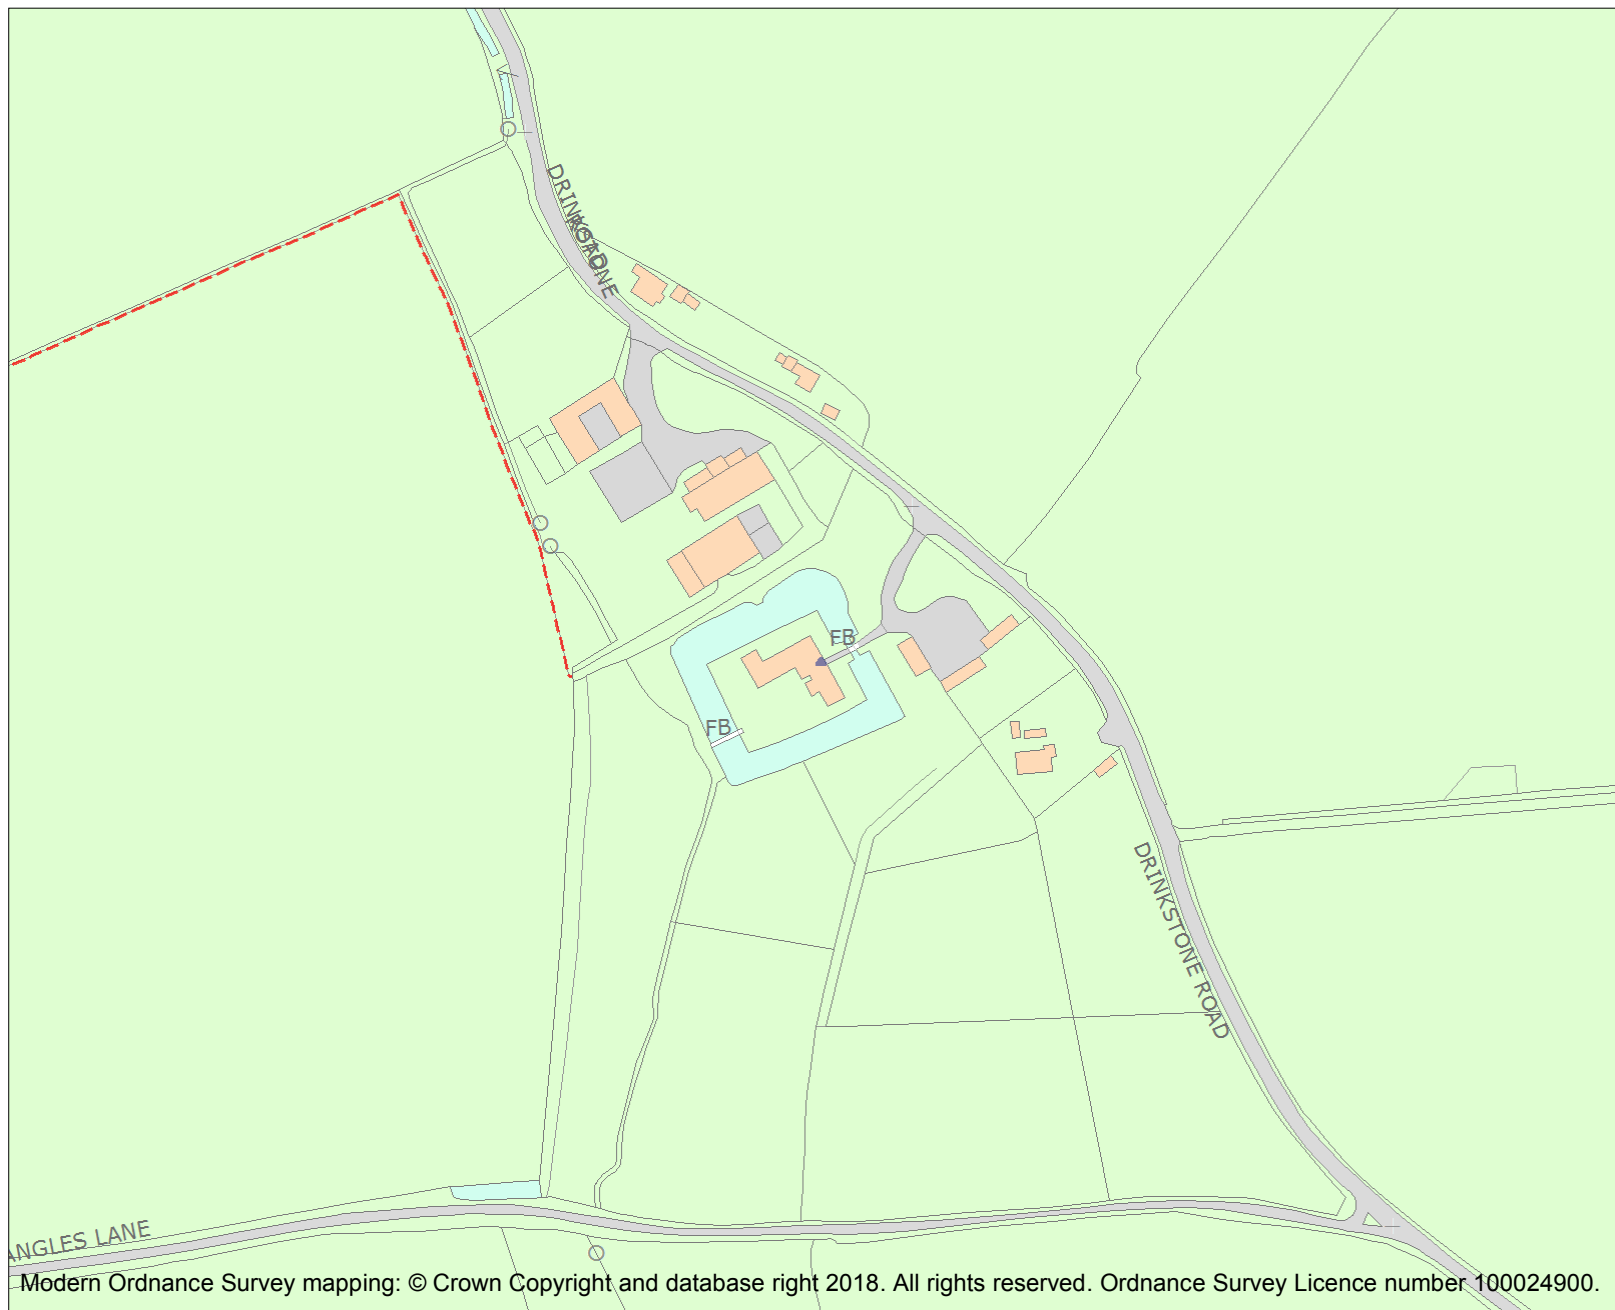 DRINKSTONE
ROAD
FB
FB
DRINKSTONE ROAD
ANGLES LANE
Modern Ordnance Survey mapping: © Crown Copyright and database right 2018. All rights reserved. Ordnance Survey Licence number 100024900.